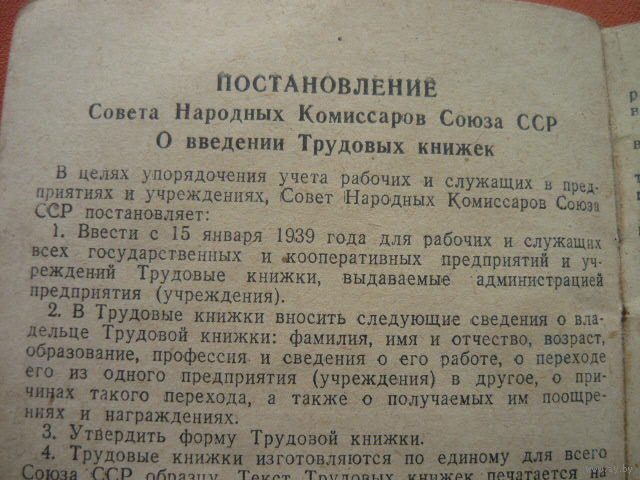 ПОСТАНОВЛЕНИЕ
Совета Народных Комиссаров Союза ССР
О введении Трудовых книжек
В целях упорядочения учета рабочих и служащих в пред-
приятиях и учреждениях, Совет Народных Комиссаров Союза
ССР постановляет:
1. Ввести с 15 января 1939 года для рабочих и служащих
всех государственных и кооперативных предприятий и уч-
реждений Трудовые книжки, выдаваемые администрацией
предприятия (учреждения).
2. В Трудовые книжки вносить следующие сведения о вла-
дельце Трудовой книжки: фамилия, имя и отчество, возраст,
образование, профессия и сведения о его работе, о переходе
его из одного предприятия (учреждения) в другое, о при-
чинах такого перехода, а также о получаемых им поощре-
ниях и награждениях.
3. Утвердить форму Трудовой книжки.
4. Трудовые книжки изготовляются по единому для всего
Союза ССР образцу. Текст Трудовых книжек печатается на